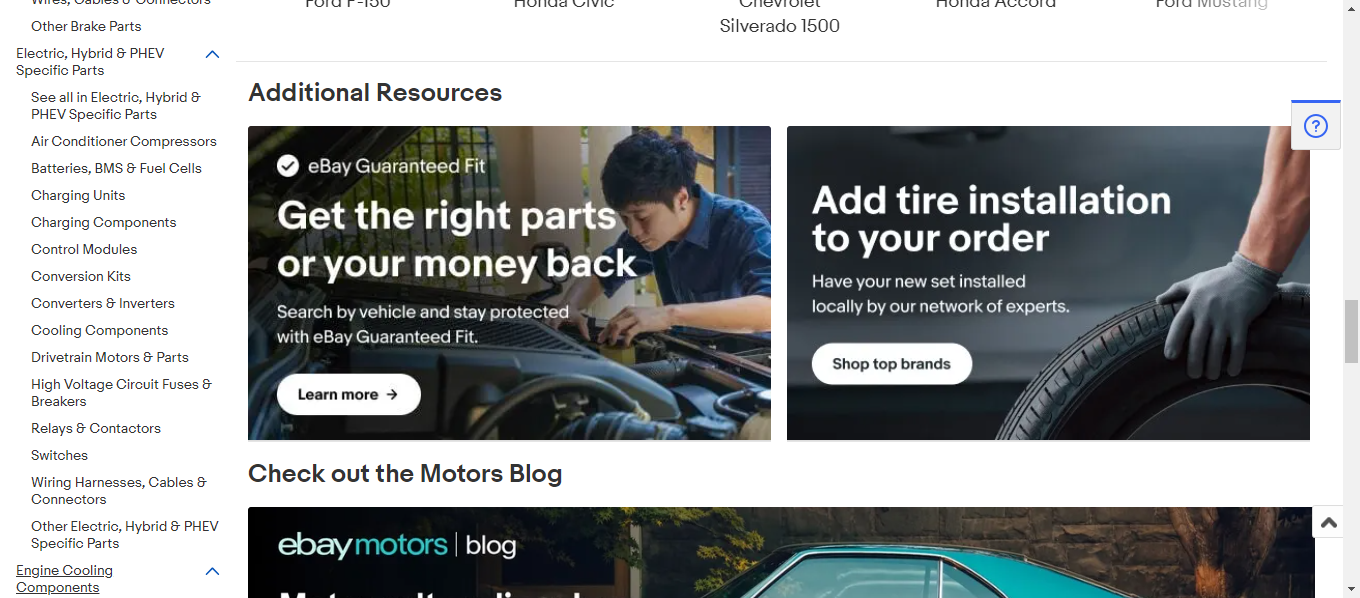 Wires, Cables & Connectors
Other Brake Parts
Electric, Hybrid & PHEV
Specific Parts
See all in Electric, Hybrid &
PHEV Specific Parts
Air Conditioner Compressors
Batteries, BMS & Fuel Cells
Charging Units
Charging Components
Control Modules
Conversion Kits
Converters & Inverters
Cooling Components
Drivetrain Motors & Parts
High Voltage Circuit Fuses &
Breakers
Relays & Contactors
Switches
Wiring Harnesses, Cables &
Connectors
Other Electric, Hybrid & PHEV
Specific Parts
Engine Cooling
Components
Ford F-150
Honda Civic
Chevrolet
Silverado 1500
Honda Accord
Ford Mustang
Additional Resources
eBay Guaranteed Fit
Get the right parts
or your money back
Search by vehicle and stay protected
with eBay Guaranteed Fit.
Learn more →
Add tire installation
to your order
Have your new set installed
locally by our network of experts.
Shop top brands
Check out the Motors Blog
ebay motors | blog